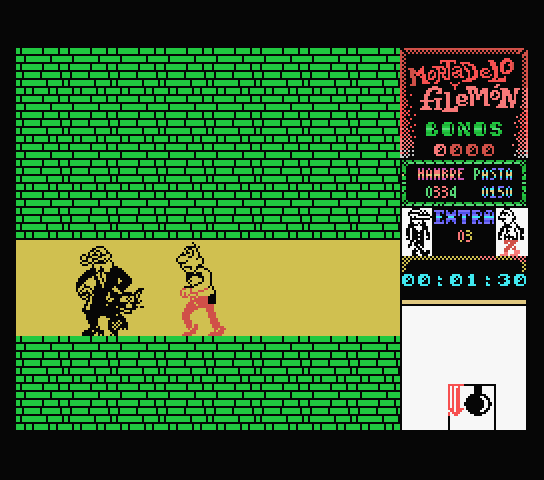 MORTADELO
Y
FILEMÓN
BONOS
0000
HAMBRE PASTA
0334 0150
EXTRA
03
00:01:30